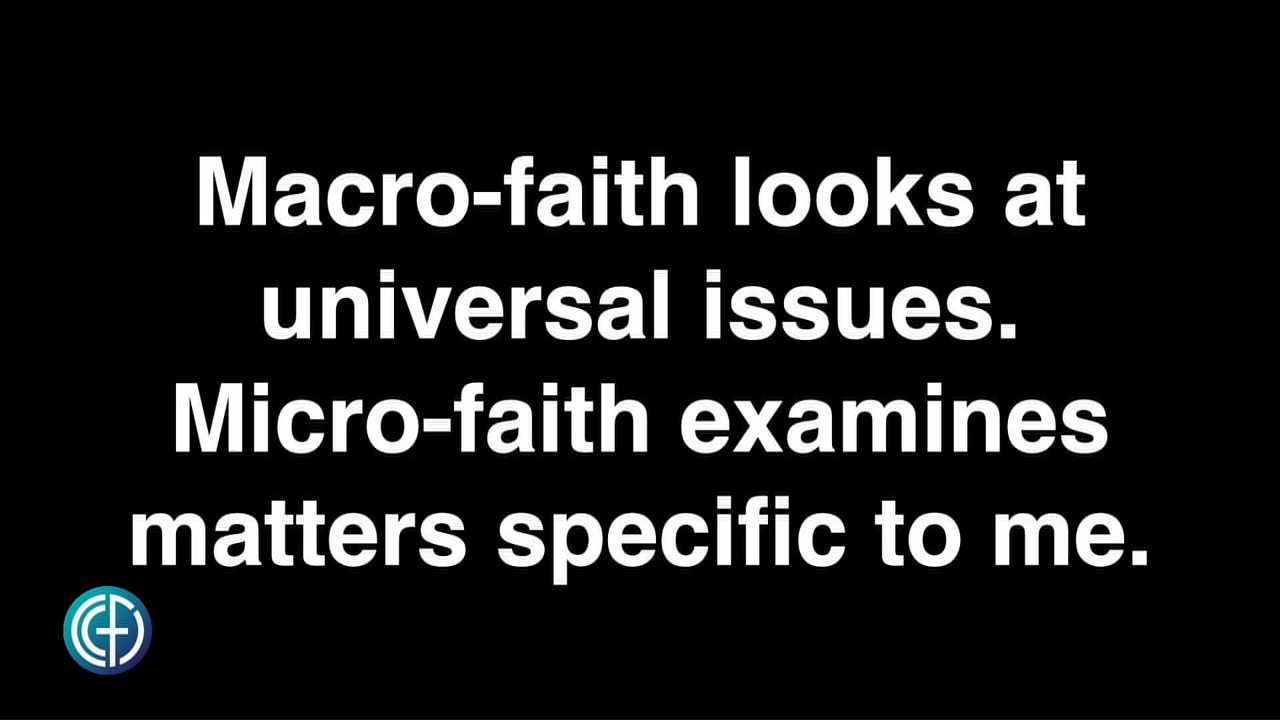 Macro-faith looks at
universal issues.
Micro-faith examines
matters specific to me.